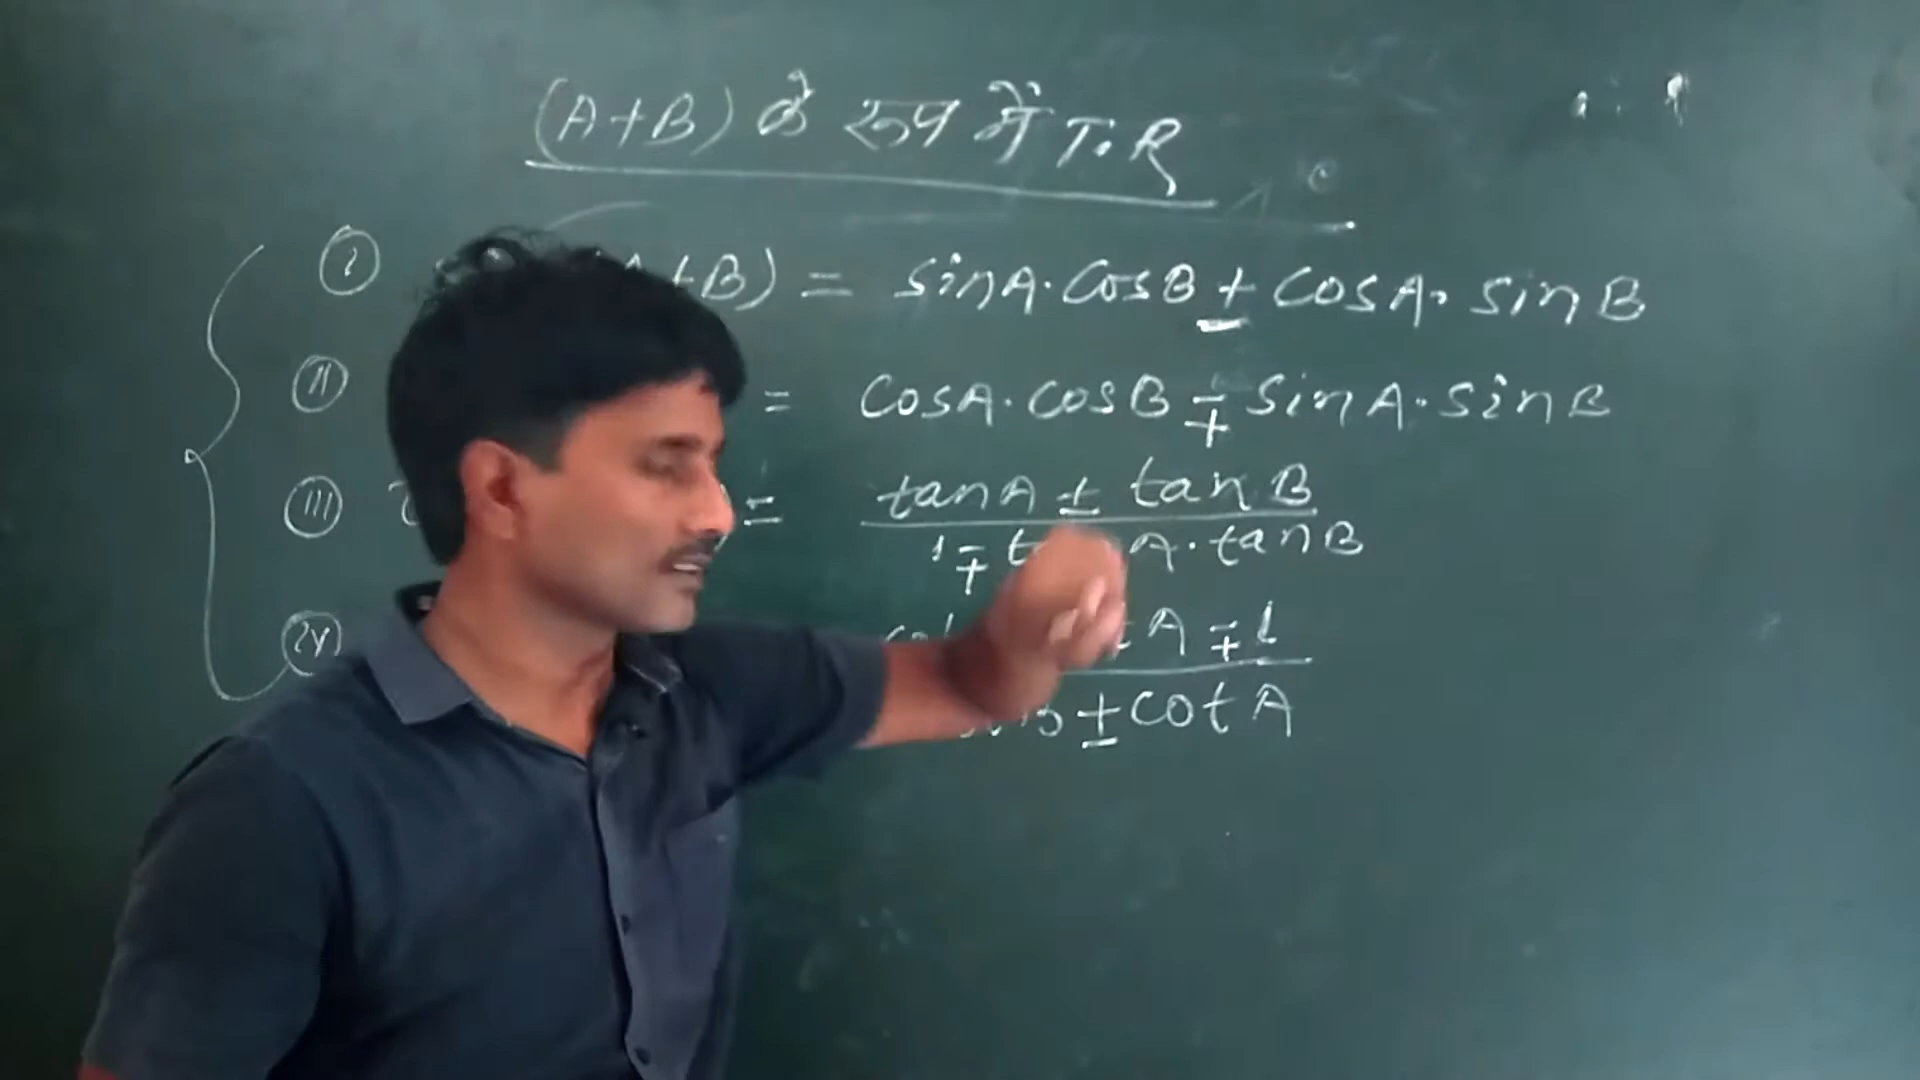 (A+B) के रूप में T.R
(i) +B) = sinA.cosB ± cosA.sinB
(ii) = cosA.cosB ∓ sinA.sinB
(iii) = tanA ± tanB
1 ∓ A.tanB
(iv) A ∓ 1
± cotA